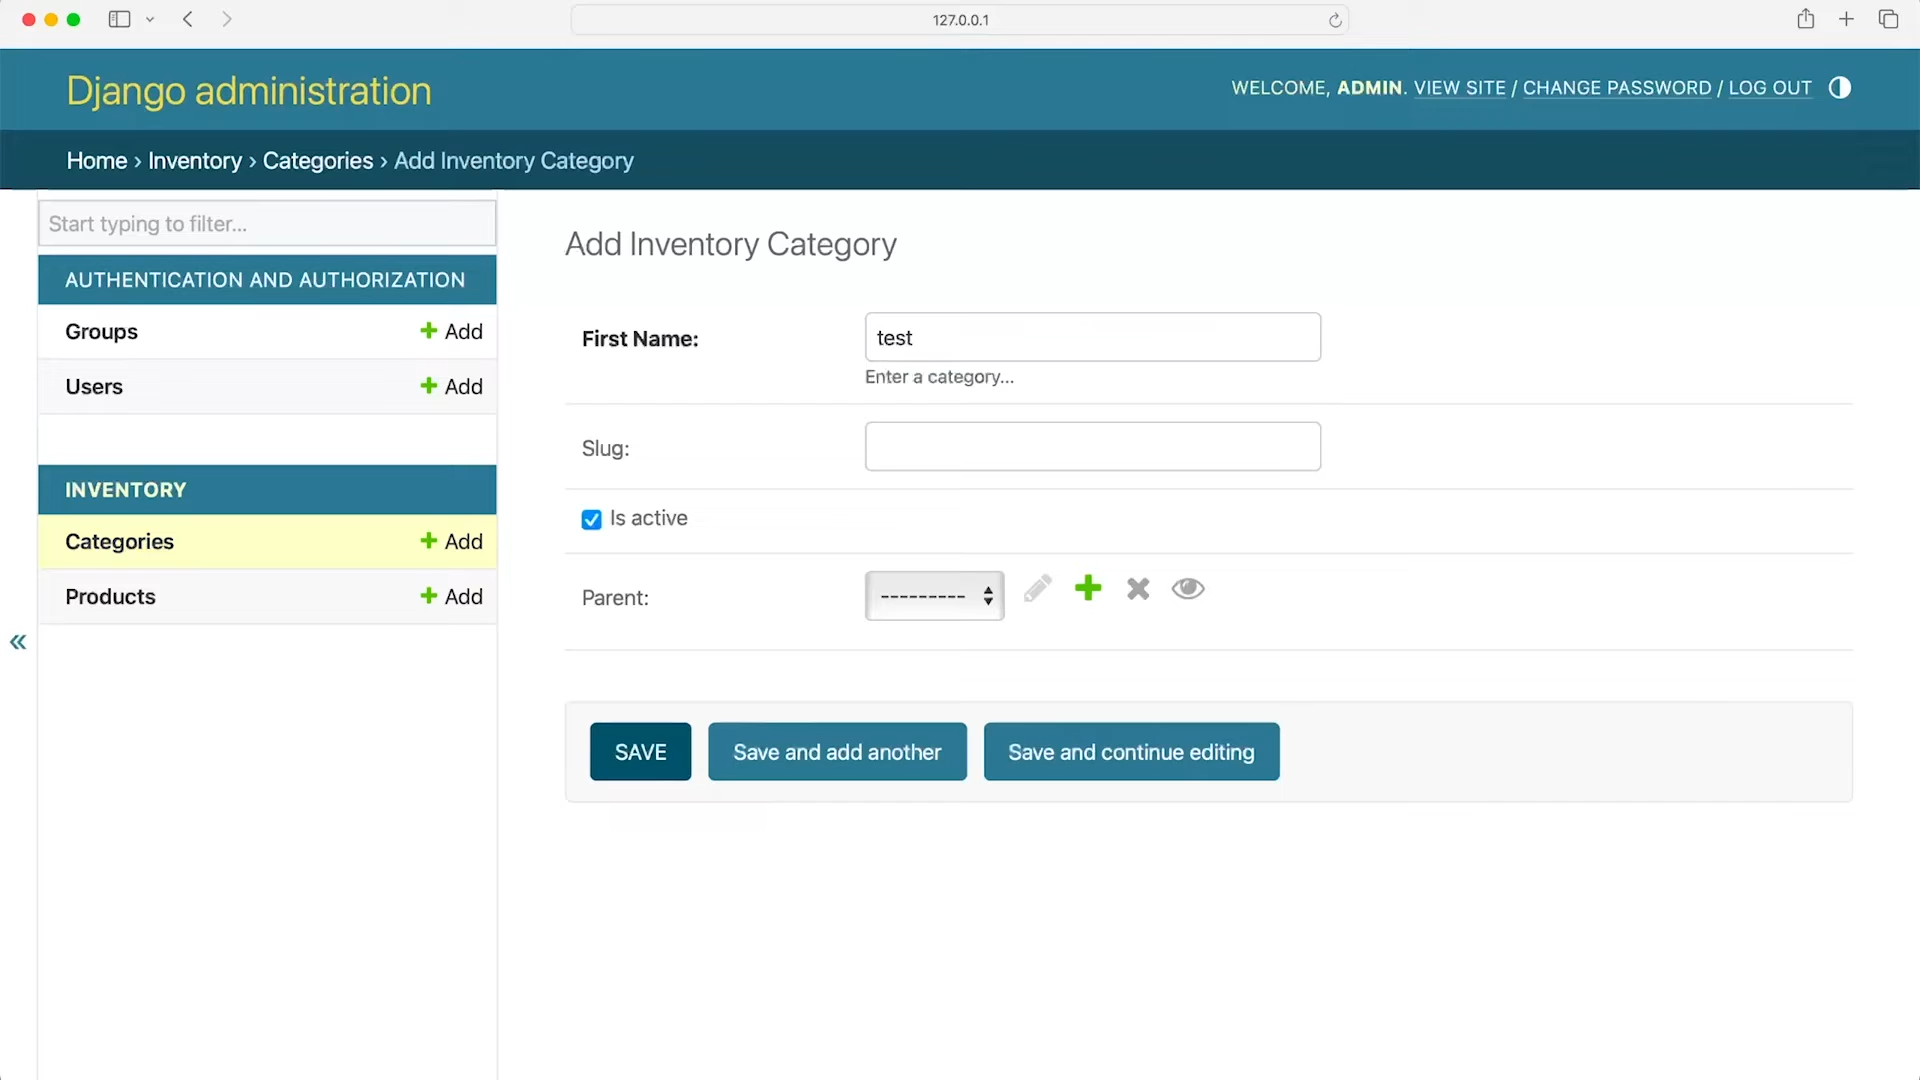 127.0.0.1
Django administration
WELCOME, ADMIN. VIEW SITE / CHANGE PASSWORD / LOG OUT
Home › Inventory › Categories › Add Inventory Category
Start typing to filter...
AUTHENTICATION AND AUTHORIZATION
Groups
Add
Users
Add
INVENTORY
Categories
Add
Products
Add
«
Add Inventory Category
First Name:
test
Enter a category...
Slug:
Is active
Parent:
---------
SAVE
Save and add another
Save and continue editing